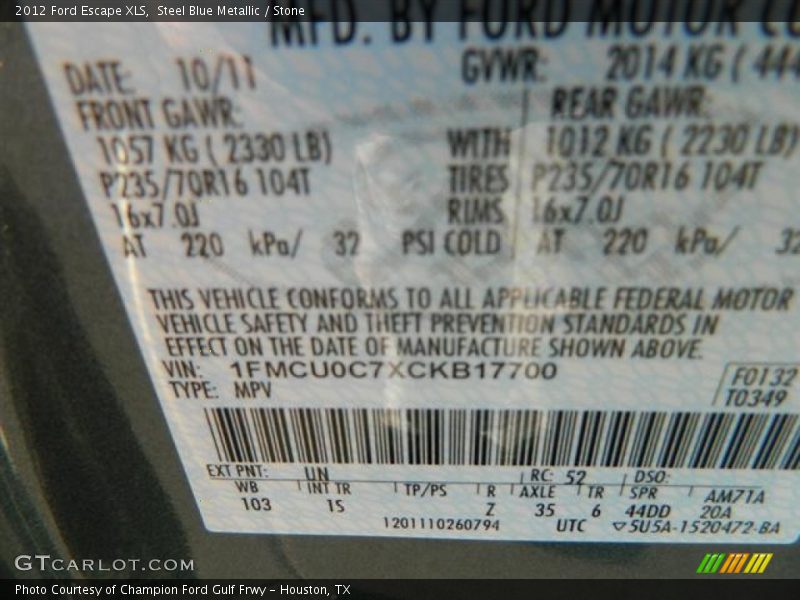 2012 Ford Escape XLS, Steel Blue Metallic / Stone
MFD. BY FORD MOTOR
DATE: 10/11 GVWR: 2014 KG ( 444
FRONT GAWR: REAR GAWR:
1057 KG ( 2330 LB) WITH 1012 KG ( 2230 LB)
P235/70R16 104T TIRES P235/70R16 104T
16x7.0J RIMS 16x7.0J
AT 220 kPa/ 32 PSI COLD AT 220 kPa/ 32
THIS VEHICLE CONFORMS TO ALL APPLICABLE FEDERAL MOTOR
VEHICLE SAFETY AND THEFT PREVENTION STANDARDS IN
EFFECT ON THE DATE OF MANUFACTURE SHOWN ABOVE.
VIN: 1FMCU0C7XCKB17700
TYPE: MPV
F0132
T0349
EXT PNT: UN RC: 52 DSO:
WB INT TR TP/PS R AXLE TR SPR AM71A
103 IS Z 35 6 44DD 20A
1201110260794 UTC ▽5U5A-1520472-BA
GTCARLOT.COM
Photo Courtesy of Champion Ford Gulf Frwy - Houston, TX